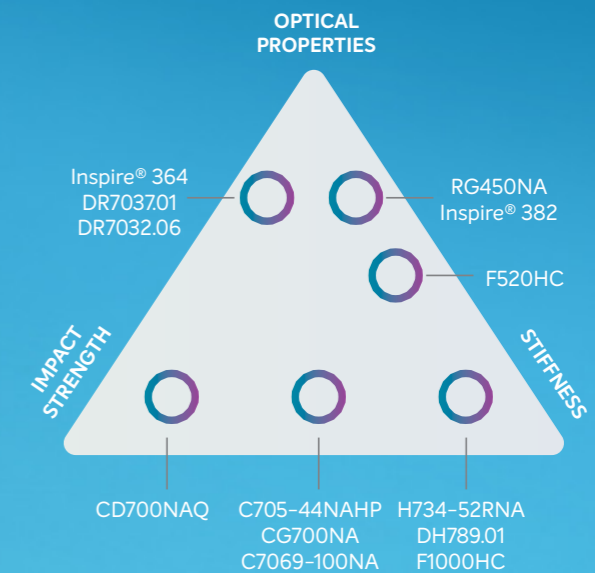 OPTICAL
PROPERTIES
Inspire® 364
DR7037.01
DR7032.06
RG450NA
Inspire® 382
F520HC
IMPACT
STRENGTH
STIFFNESS
CD700NAQ
C705-44NAHP
CG700NA
C7069-100NA
H734-52RNA
DH789.01
F1000HC